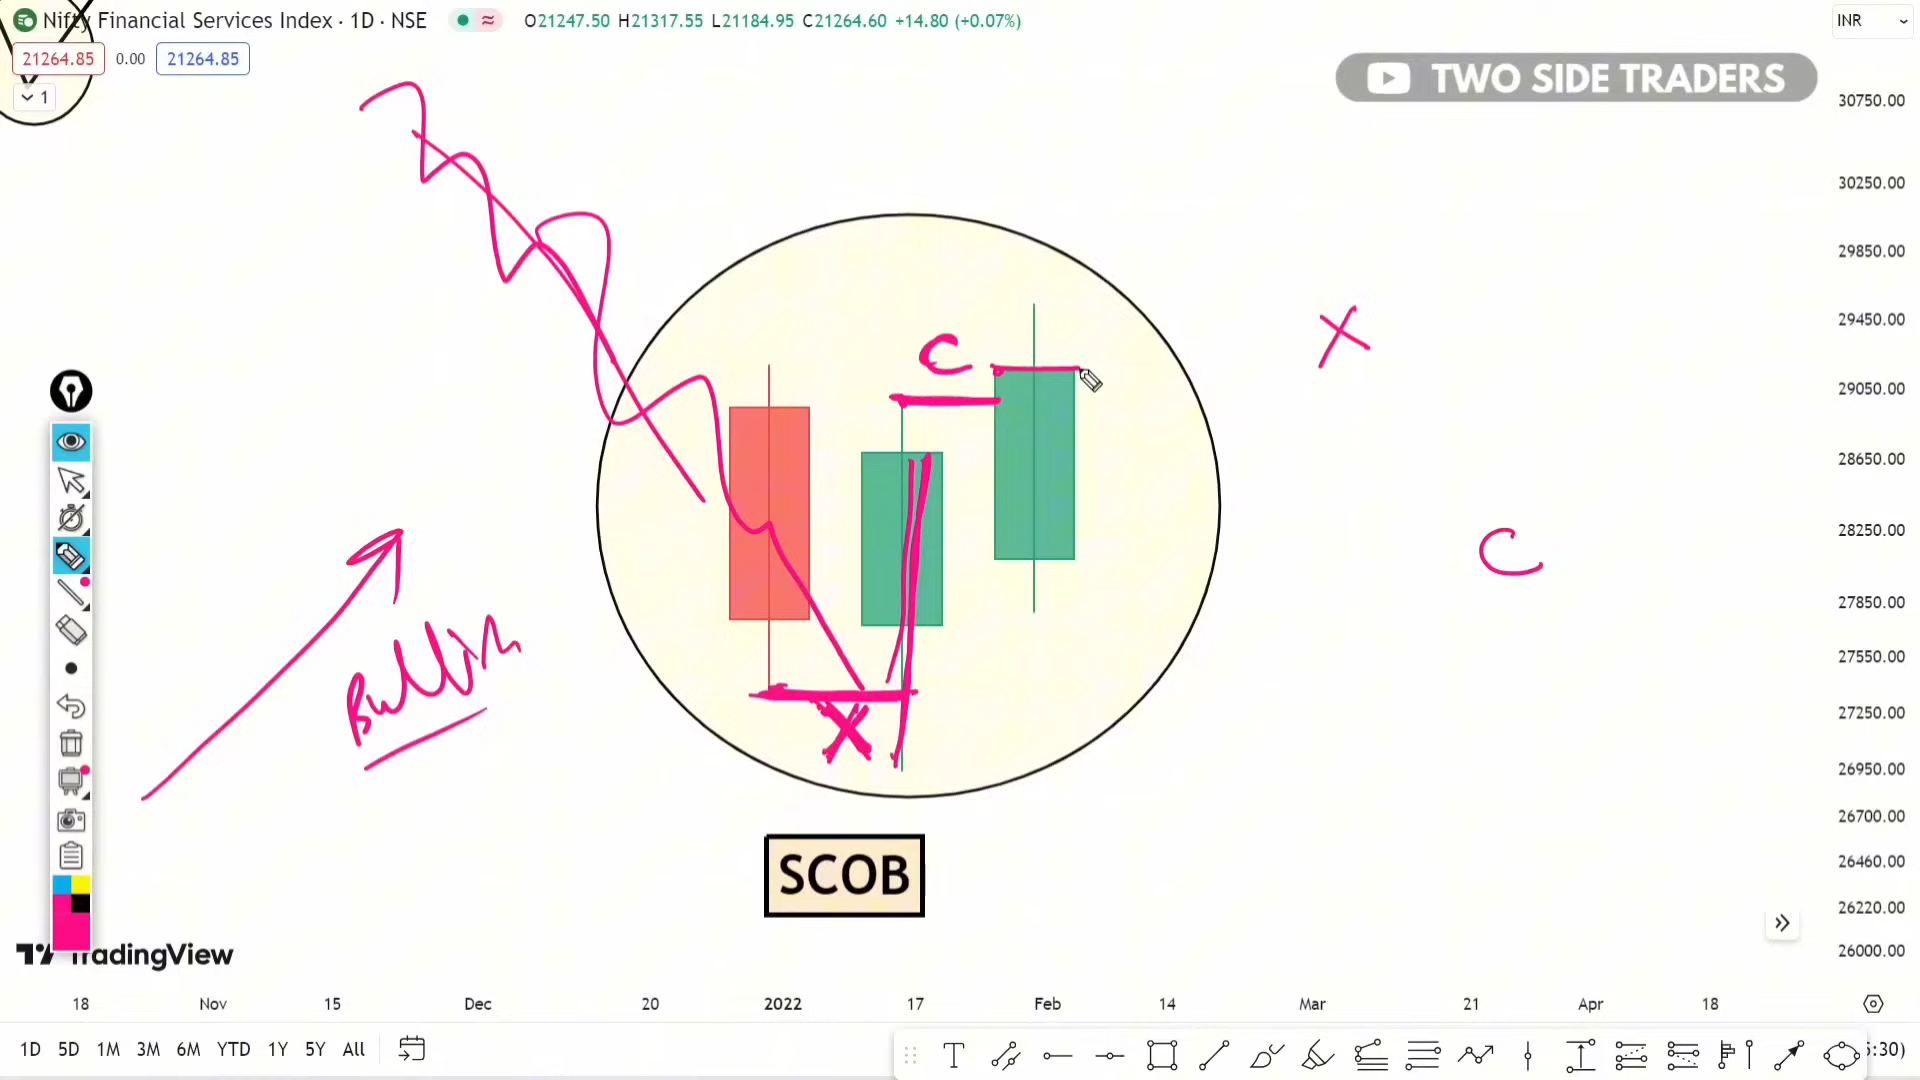 Nifty Financial Services Index · 1D · NSE
O21247.50 H21317.55 L21184.95 C21264.60 +14.80 (+0.07%)
INR
21264.85 0.00 21264.85
1
TWO SIDE TRADERS
30750.00
30250.00
29850.00
29450.00
29050.00
28650.00
28250.00
27850.00
27550.00
27250.00
26950.00
26700.00
26460.00
26220.00
26000.00
X
C
C
X
SCOB
TradingView
18 Nov 15 Dec 20 2022 17 Feb 14 Mar 21 Apr 18
1D 5D 1M 3M 6M YTD 1Y 5Y All
5:30)